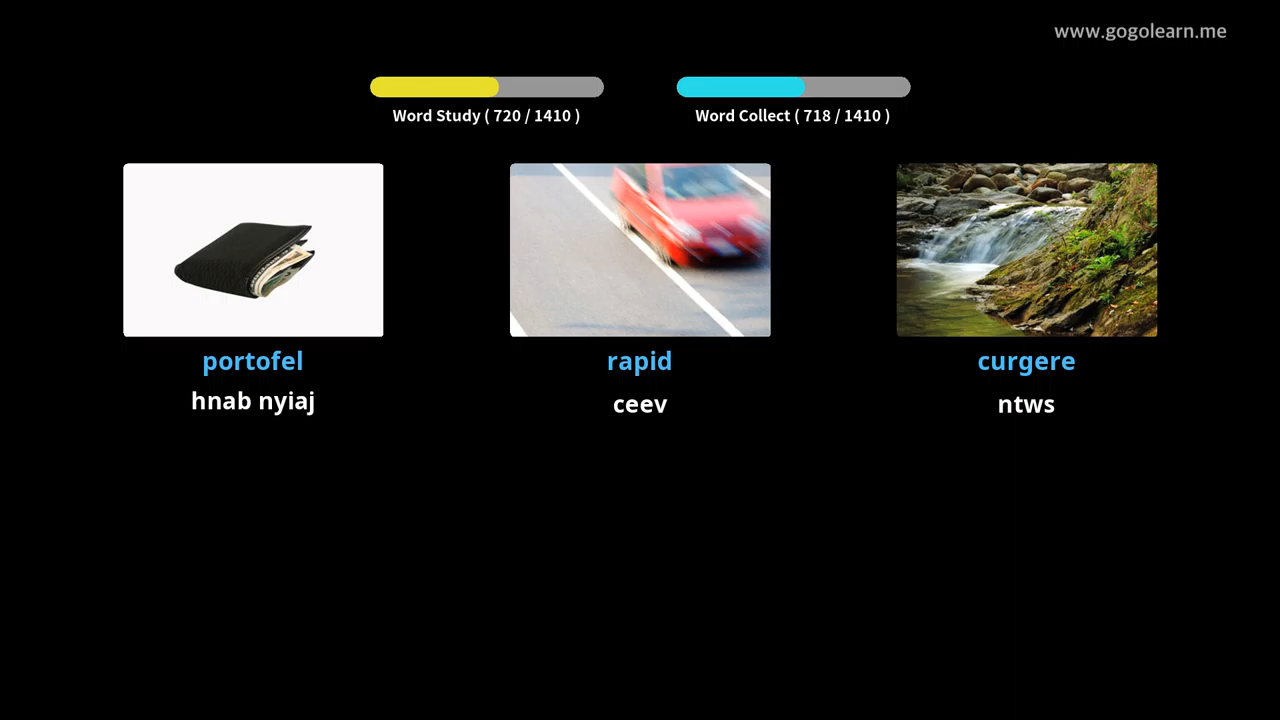 www.gogolearn.me
Word Study ( 720 / 1410 )
Word Collect ( 718 / 1410 )
portofel
hnab nyiaj
rapid
ceev
curgere
ntws